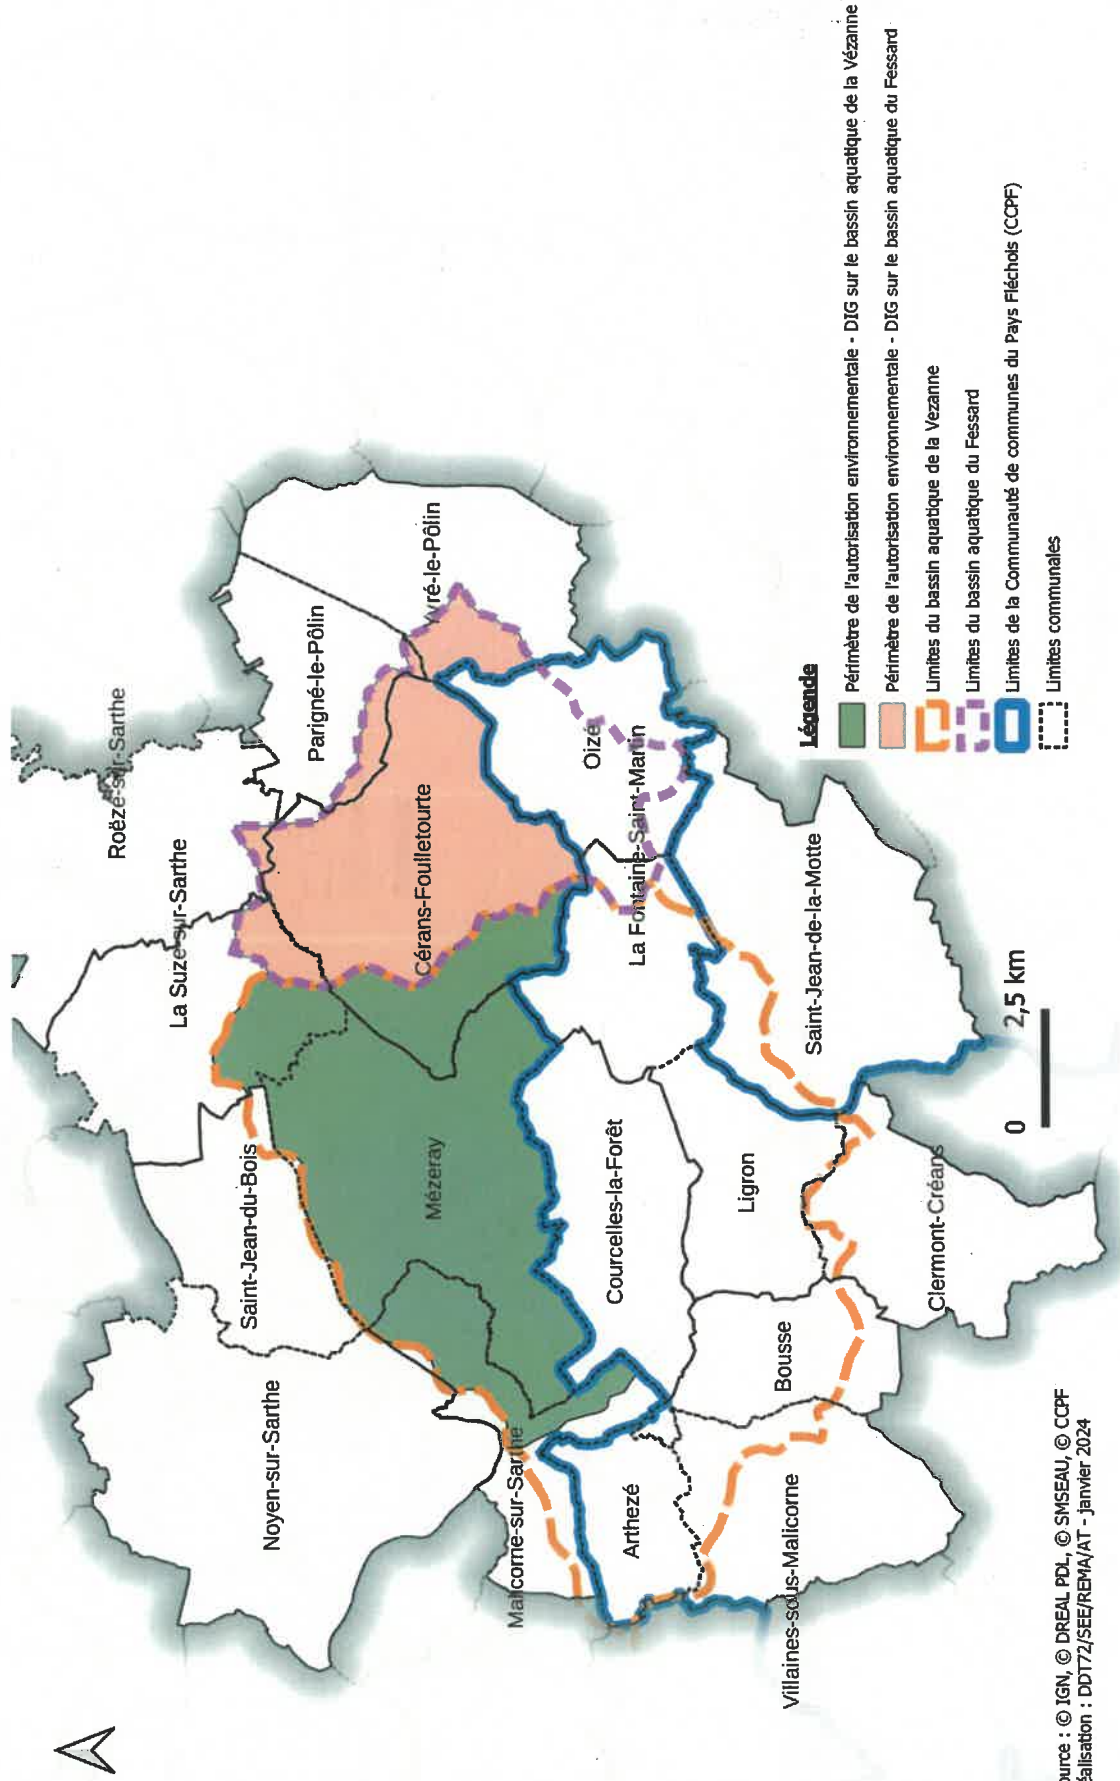 Roëzé-sur-Sarthe
La Suze-sur-Sarthe
Parigné-le-Pôlin
Yvré-le-Pôlin
Saint-Jean-du-Bois
Noyen-sur-Sarthe
Cérans-Foulletourte
Mézeray
Malicorne-sur-Sarthe
Oizé
La Fontaine-Saint-Martin
Courcelles-la-Forêt
Arthezé
Ligron
Bousse
Saint-Jean-de-la-Motte
Villaines-sous-Malicorne
Clermont-Créans
0 2,5 km
Légende
Périmètre de l'autorisation environnementale - DIG sur le bassin aquatique de la Vézanne
Périmètre de l'autorisation environnementale - DIG sur le bassin aquatique du Fessard
Limites du bassin aquatique de la Vezanne
Limites du bassin aquatique du Fessard
Limites de la Communauté de communes du Pays Fléchois (CCPF)
Limites communales
ource : © IGN, © DREAL PDL, © SMSEAU, © CCPF
éalisation : DDT72/SEE/REMA/AT - janvier 2024